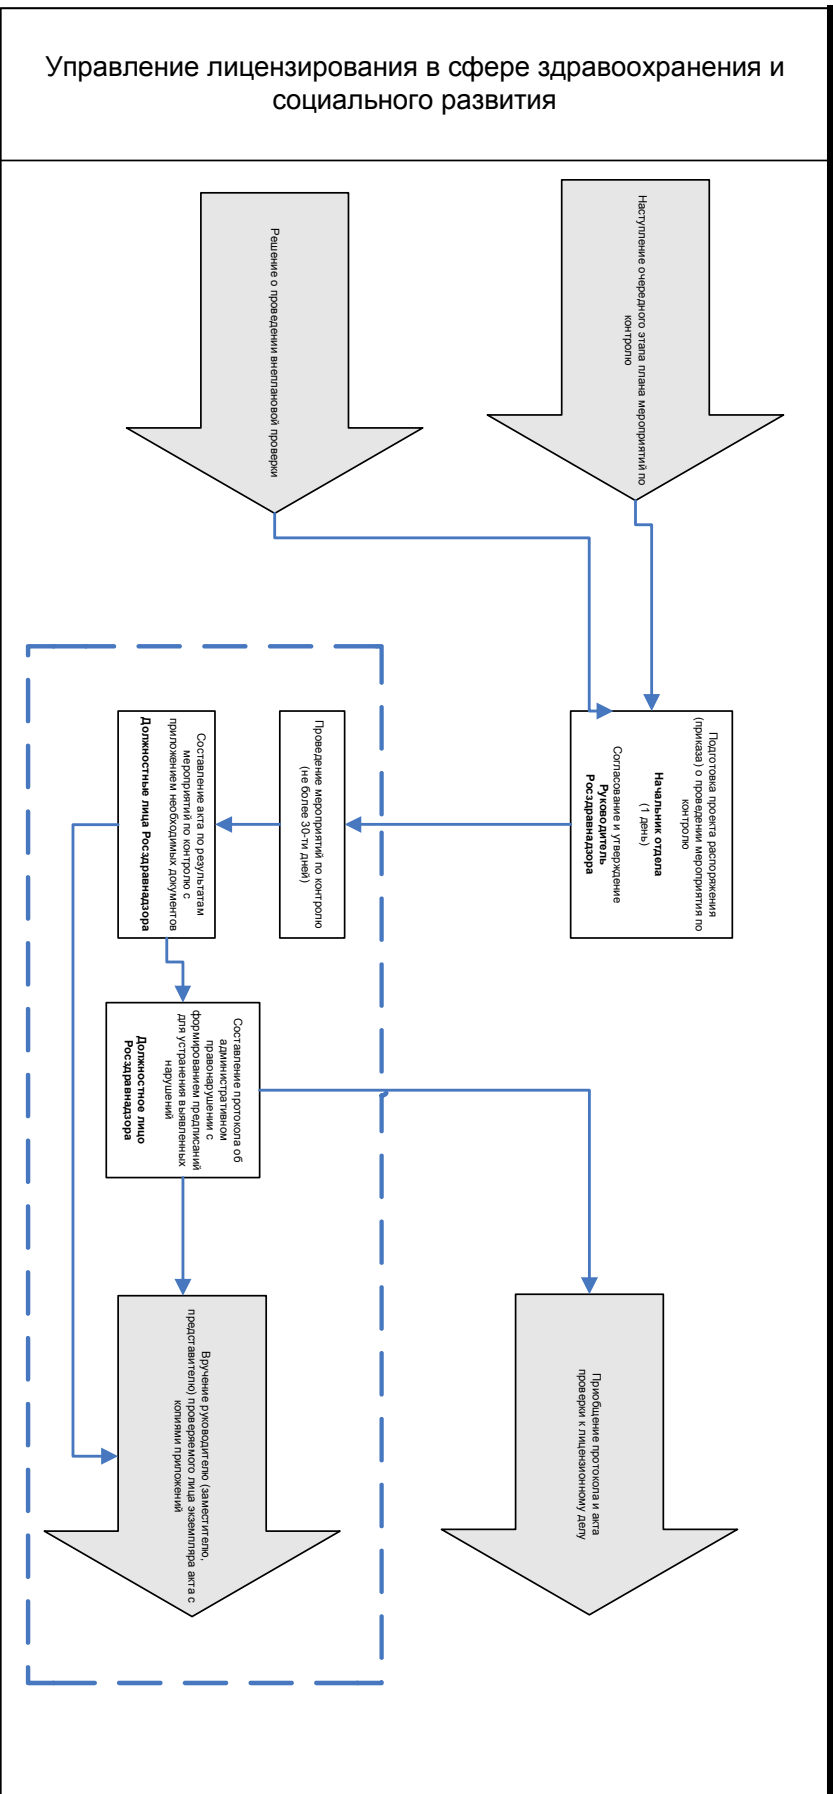 Управление лицензирования в сфере здравоохранения и
социального развития
Наступление очередного этапа плана мероприятий по
контролю
Решение о проведении внеплановой проверки
Подготовка проекта распоряжения
(приказа) о проведении мероприятия по
контролю
Начальник отдела
(1 день)
Согласование и утверждение
Руководитель
Росздравнадзора
Проведение мероприятий по контролю
(не более 30-ти дней)
Составление акта по результатам
мероприятий по контролю с
приложением необходимых документов
Должностные лица Росздравнадзора
Составление протокола об
административном
правонарушении с
формированием предписаний
для устранения выявленных
нарушений
Должностное лицо
Росздравнадзора
Приобщение протокола и акта
проверки к лицензионному делу
Вручение руководителю (заместителю,
представителю) проверяемого лица экземпляра акта с
копиями приложений